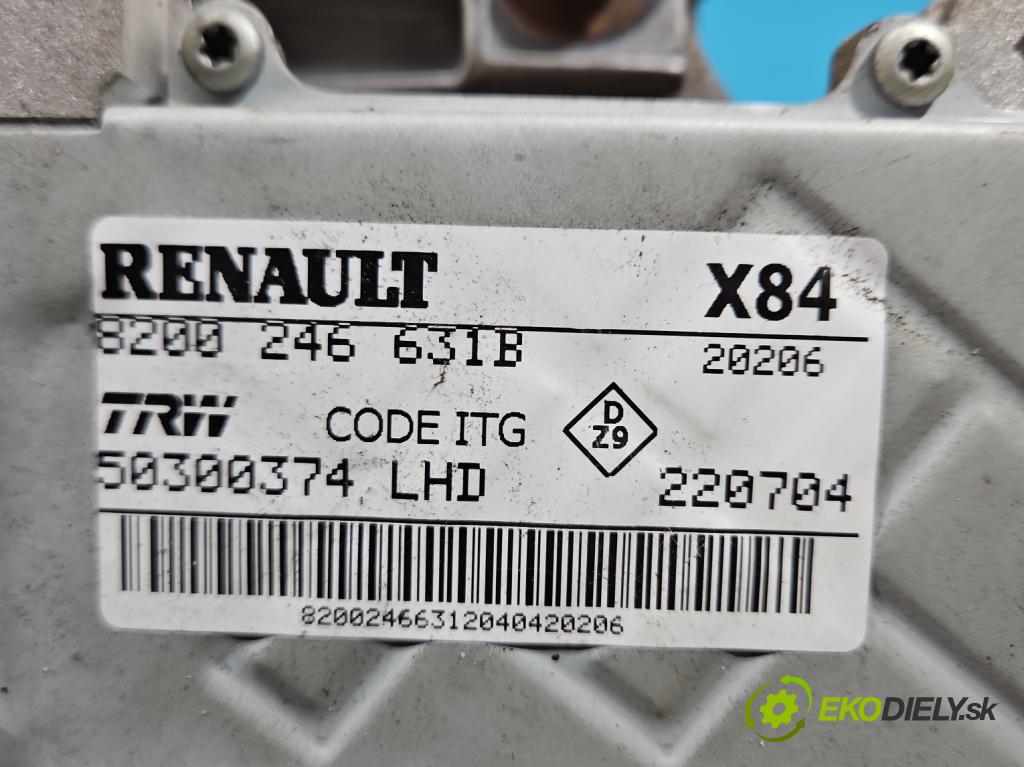 RENAULT X84
8200 246 631B 20206
TRW CODE ITG D Z9
50300374 LHD 220704
82002466312040420206
EKODIELY.sk